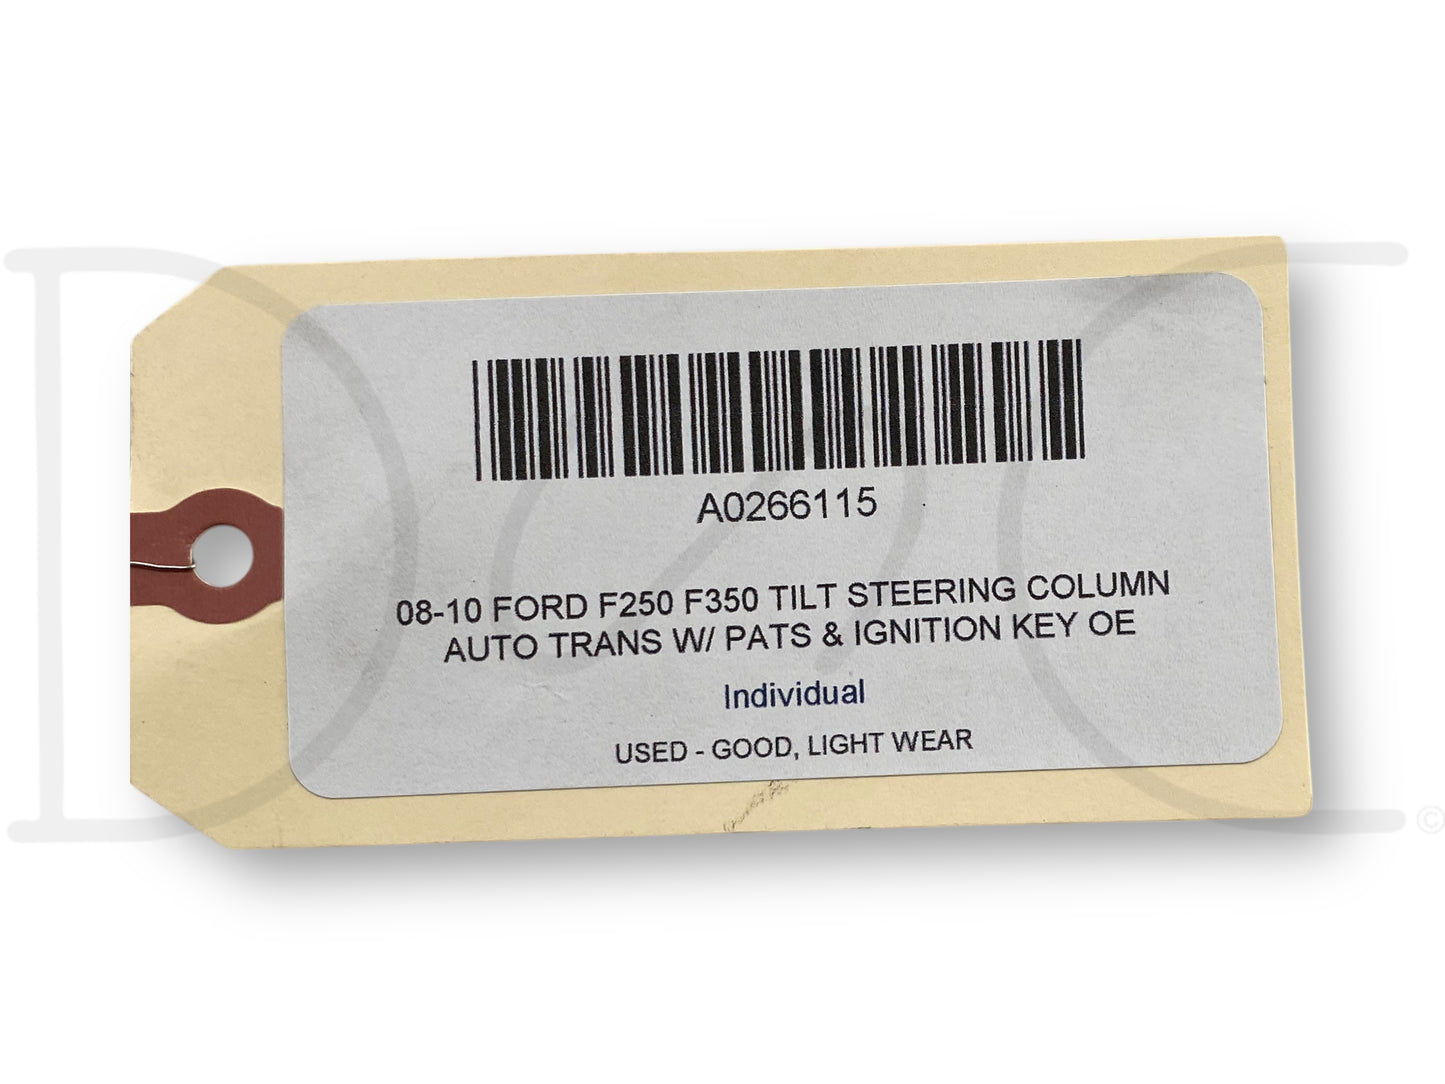 A0266115
08-10 FORD F250 F350 TILT STEERING COLUMN
AUTO TRANS W/ PATS & IGNITION KEY OE
Individual
USED - GOOD, LIGHT WEAR
©